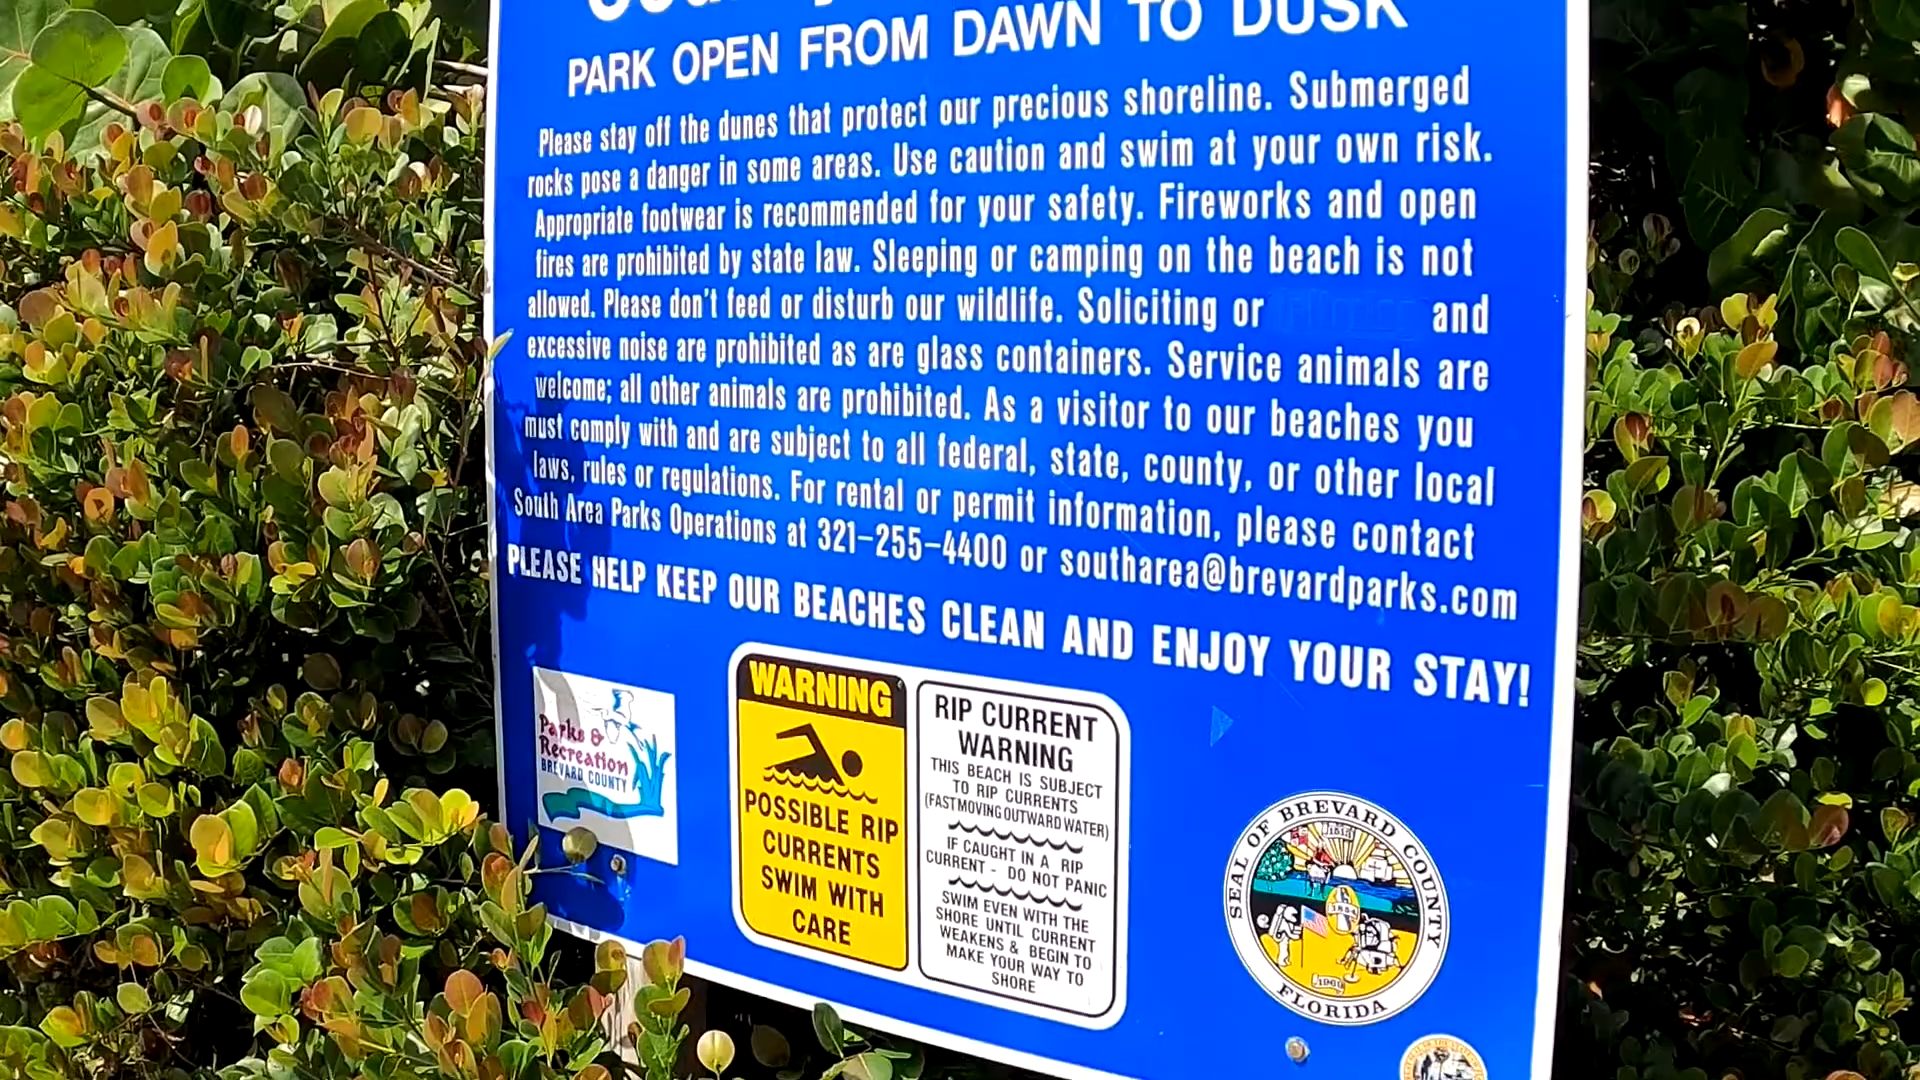 PARK OPEN FROM DAWN TO DUSK
Please stay off the dunes that protect our precious shoreline. Submerged
rocks pose a danger in some areas. Use caution and swim at your own risk.
Appropriate footwear is recommended for your safety. Fireworks and open
fires are prohibited by state law. Sleeping or camping on the beach is not
allowed. Please don't feed or disturb our wildlife. Soliciting or and
excessive noise are prohibited as are glass containers. Service animals are
welcome; all other animals are prohibited. As a visitor to our beaches you
must comply with and are subject to all federal, state, county, or other local
laws, rules or regulations. For rental or permit information, please contact
South Area Parks Operations at 321-255-4400 or southarea@brevardparks.com
PLEASE HELP KEEP OUR BEACHES CLEAN AND ENJOY YOUR STAY!
Parks &
Recreation
BREVARD COUNTY
WARNING
POSSIBLE RIP
CURRENTS
SWIM WITH
CARE
RIP CURRENT
WARNING
THIS BEACH IS SUBJECT
TO RIP CURRENTS
(FAST MOVING OUTWARD WATER)
IF CAUGHT IN A RIP
CURRENT - DO NOT PANIC
SWIM EVEN WITH THE
SHORE UNTIL CURRENT
WEAKENS & BEGIN TO
MAKE YOUR WAY TO
SHORE
SEAL OF BREVARD COUNTY
1513
1854
1969
FLORIDA